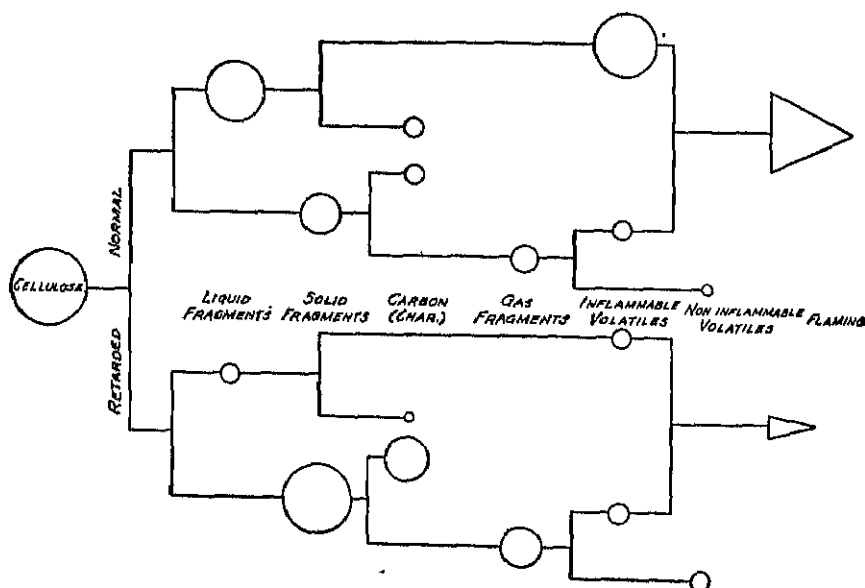 NORMAL
CELLULOSE
LIQUID FRAGMENTS
SOLID FRAGMENTS
CARBON (CHAR.)
GAS FRAGMENTS
INFLAMMABLE VOLATILES
NON INFLAMMABLE VOLATILES
FLAMING
RETARDED